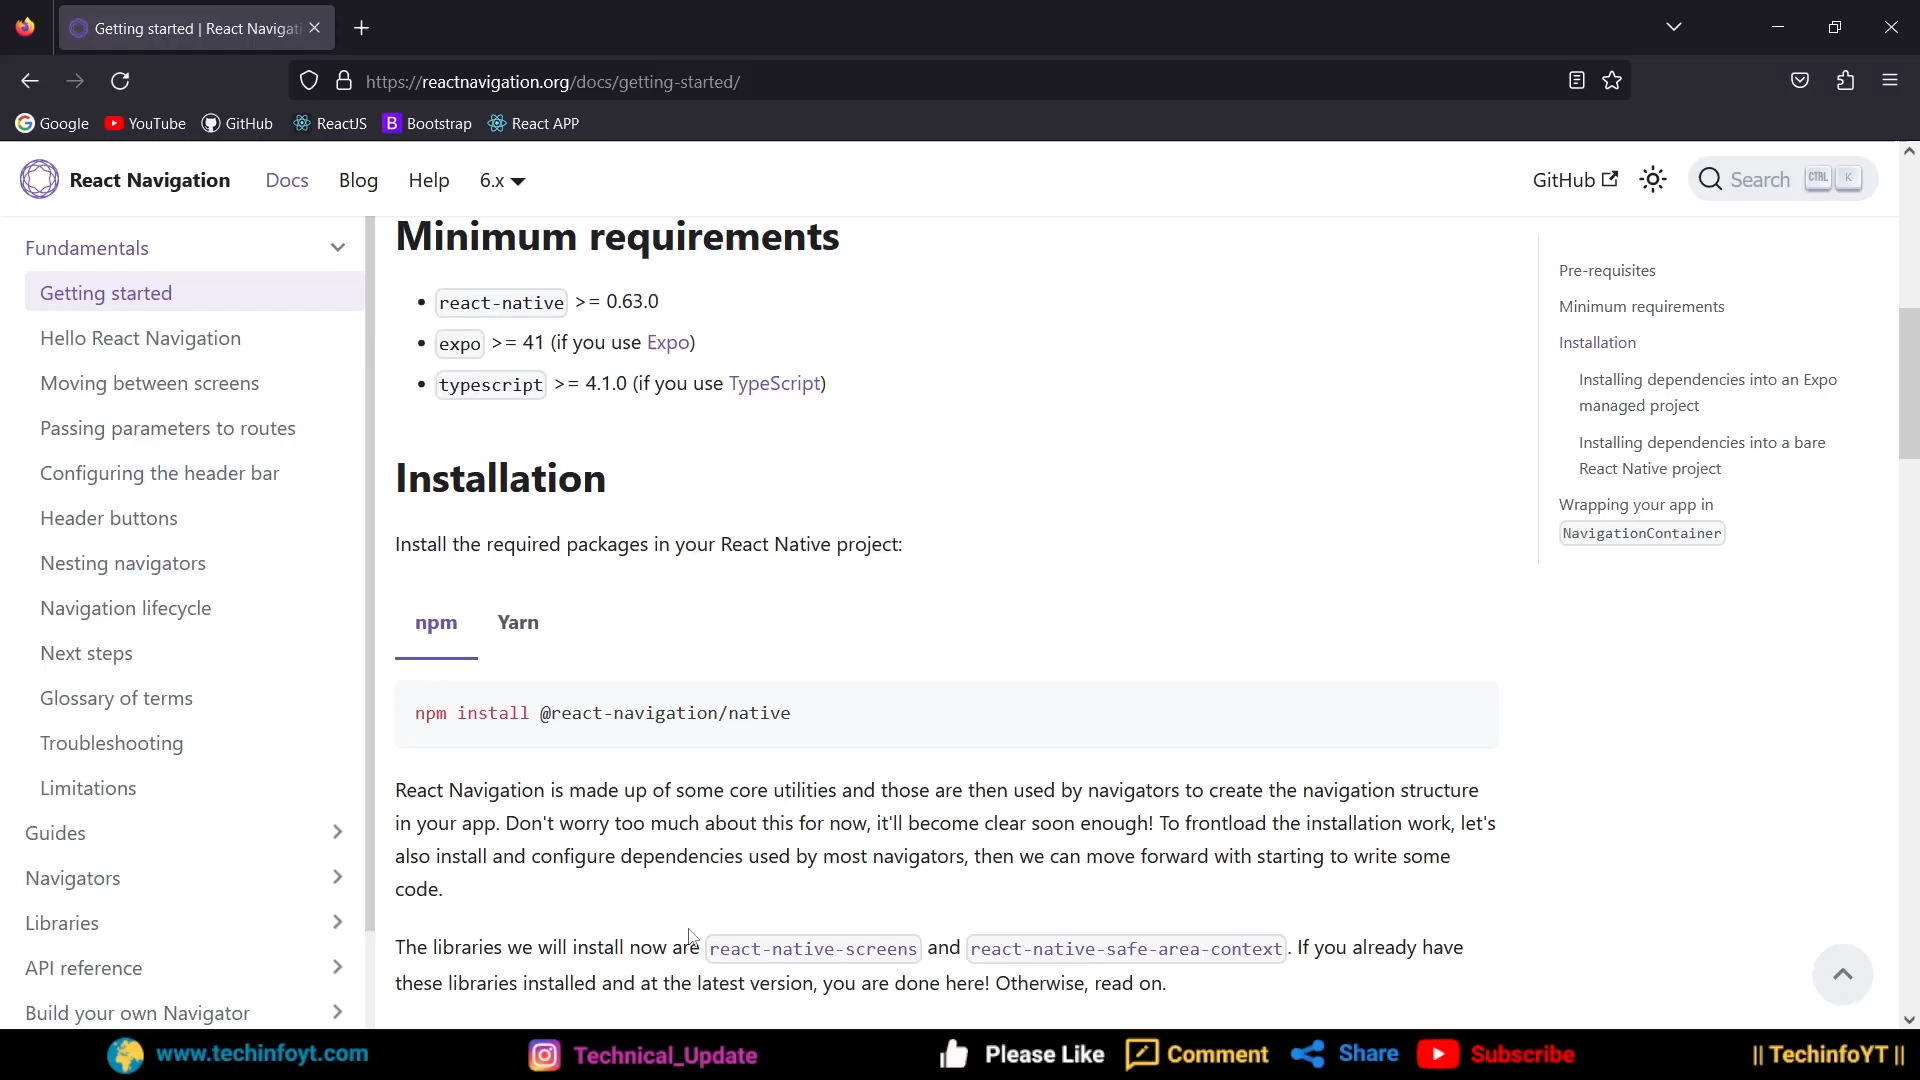 Getting started | React Navigati
https://reactnavigation.org/docs/getting-started/
Google YouTube GitHub ReactJS Bootstrap React APP
React Navigation Docs Blog Help 6.x GitHub Search CTRL K
Fundamentals
Getting started
Hello React Navigation
Moving between screens
Passing parameters to routes
Configuring the header bar
Header buttons
Nesting navigators
Navigation lifecycle
Next steps
Glossary of terms
Troubleshooting
Limitations
Guides
Navigators
Libraries
API reference
Build your own Navigator
Minimum requirements
• react-native >= 0.63.0
• expo >= 41 (if you use Expo)
• typescript >= 4.1.0 (if you use TypeScript)
Installation
Install the required packages in your React Native project:
npm Yarn
npm install @react-navigation/native
React Navigation is made up of some core utilities and those are then used by navigators to create the navigation structure
in your app. Don't worry too much about this for now, it'll become clear soon enough! To frontload the installation work, let's
also install and configure dependencies used by most navigators, then we can move forward with starting to write some
code.
The libraries we will install now are react-native-screens and react-native-safe-area-context. If you already have
these libraries installed and at the latest version, you are done here! Otherwise, read on.
Pre-requisites
Minimum requirements
Installation
Installing dependencies into an Expo
managed project
Installing dependencies into a bare
React Native project
Wrapping your app in
NavigationContainer
www.techinfoyt.com Technical_Update Please Like Comment Share Subscribe || TechinfoYT ||